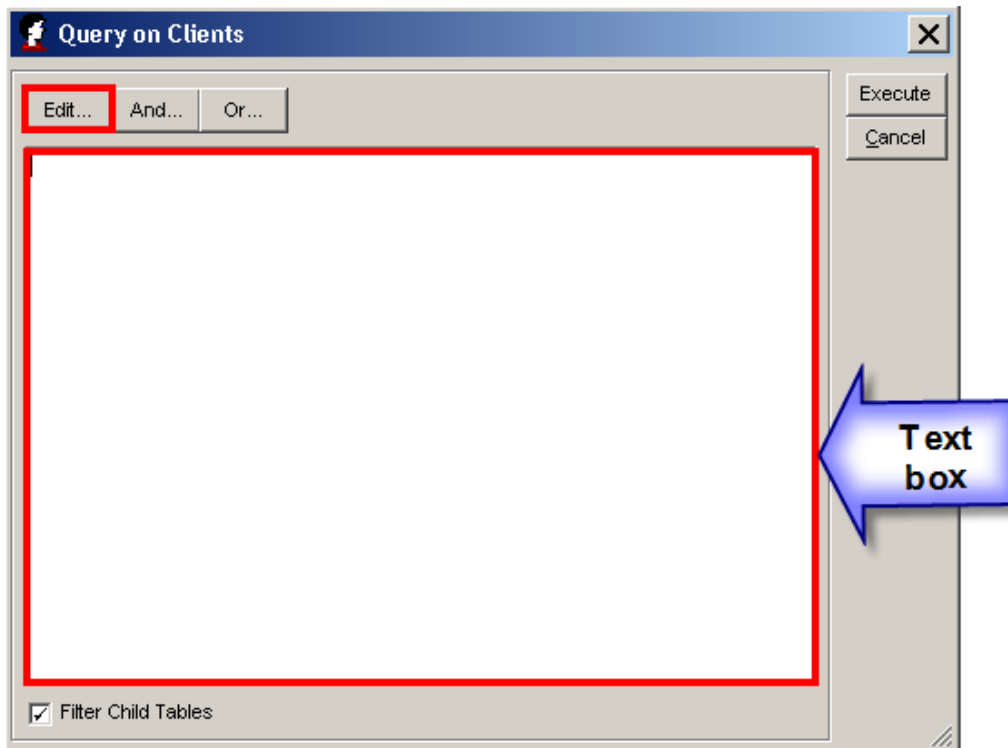 Query on Clients
Edit...
And...
Or...
Execute
Cancel
Text
box
Filter Child Tables